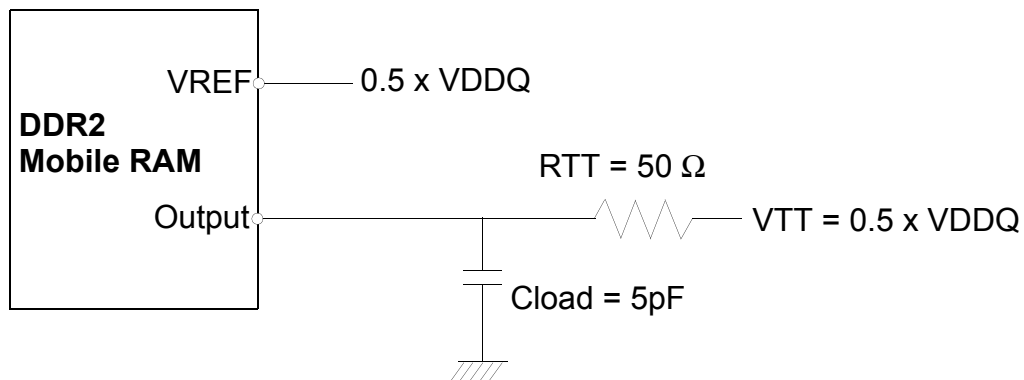 VREF
0.5 x VDDQ
DDR2
Mobile RAM
RTT = 50 Ω
Output
VTT = 0.5 x VDDQ
Cload = 5pF